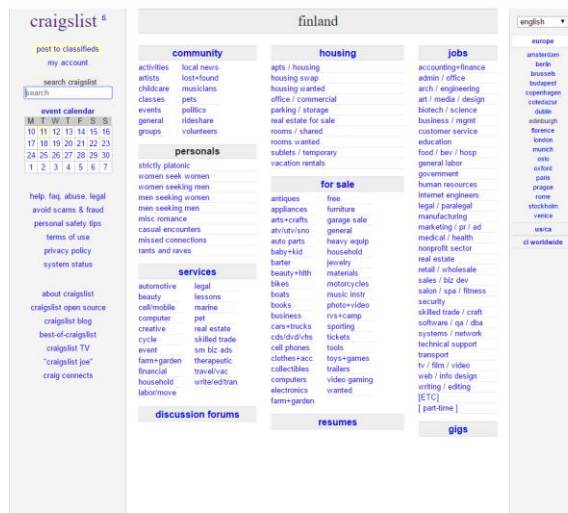 craigslist
post to classifieds
my account
search craigslist
search
event calendar
M T W T F S S
10 11 12 13 14 15 16
17 18 19 20 21 22 23
24 25 26 27 28 29 30
1 2 3 4 5 6 7
help, faq, abuse, legal
avoid scams & fraud
personal safety tips
terms of use
privacy policy
system status
about craigslist
craigslist open source
craigslist blog
best-of-craigslist
craigslist TV
"craigslist joe"
craig connects
finland
community
activities local news
artists lost+found
childcare musicians
classes pets
events politics
general rideshare
groups volunteers
personals
strictly platonic
women seek women
women seeking men
men seeking women
men seeking men
misc romance
casual encounters
missed connections
rants and raves
services
automotive legal
beauty lessons
cell/mobile marine
computer pet
creative real estate
cycle skilled trade
event sm biz ads
farm+garden therapeutic
financial travel/vac
household write/ed/tran
labor/move
discussion forums
housing
apts / housing
housing swap
housing wanted
office / commercial
parking / storage
real estate for sale
rooms / shared
rooms wanted
sublets / temporary
vacation rentals
for sale
antiques free
appliances furniture
arts+crafts garage sale
atv/utv/sno general
auto parts heavy equip
baby+kid household
barter jewelry
beauty+hlth materials
bikes motorcycles
boats music instr
books photo+video
business rvs+camp
cars+trucks sporting
cds/dvd/vhs tickets
cell phones tools
clothes+acc toys+games
collectibles trailers
computers video gaming
electronics wanted
farm+garden
resumes
jobs
accounting+finance
admin / office
arch / engineering
art / media / design
biotech / science
business / mgmt
customer service
education
food / bev / hosp
general labor
government
human resources
internet engineers
legal / paralegal
manufacturing
marketing / pr / ad
medical / health
nonprofit sector
real estate
retail / wholesale
sales / biz dev
salon / spa / fitness
security
skilled trade / craft
software / qa / dba
systems / network
technical support
transport
tv / film / video
web / info design
writing / editing
[ETC]
[ part-time ]
gigs
english
europe
amsterdam
berlin
brussels
budapest
copenhagen
cotedazur
dublin
edinburgh
florence
london
munich
oslo
oxford
paris
prague
rome
stockholm
venice
us/ca
cl worldwide